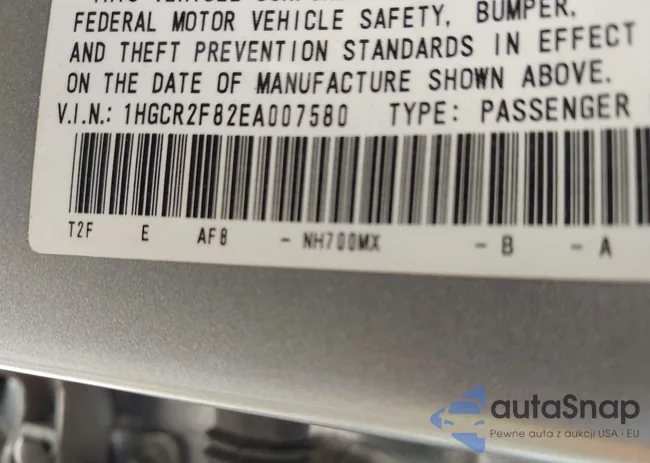 FEDERAL MOTOR VEHICLE SAFETY, BUMPER,
AND THEFT PREVENTION STANDARDS IN EFFECT
ON THE DATE OF MANUFACTURE SHOWN ABOVE.
V.I.N.: 1HGCR2F82EA007580 TYPE: PASSENGER
T2F E AF8 - NH700MX - B - A
autaSnap
Pewne auta z aukcji USA i EU